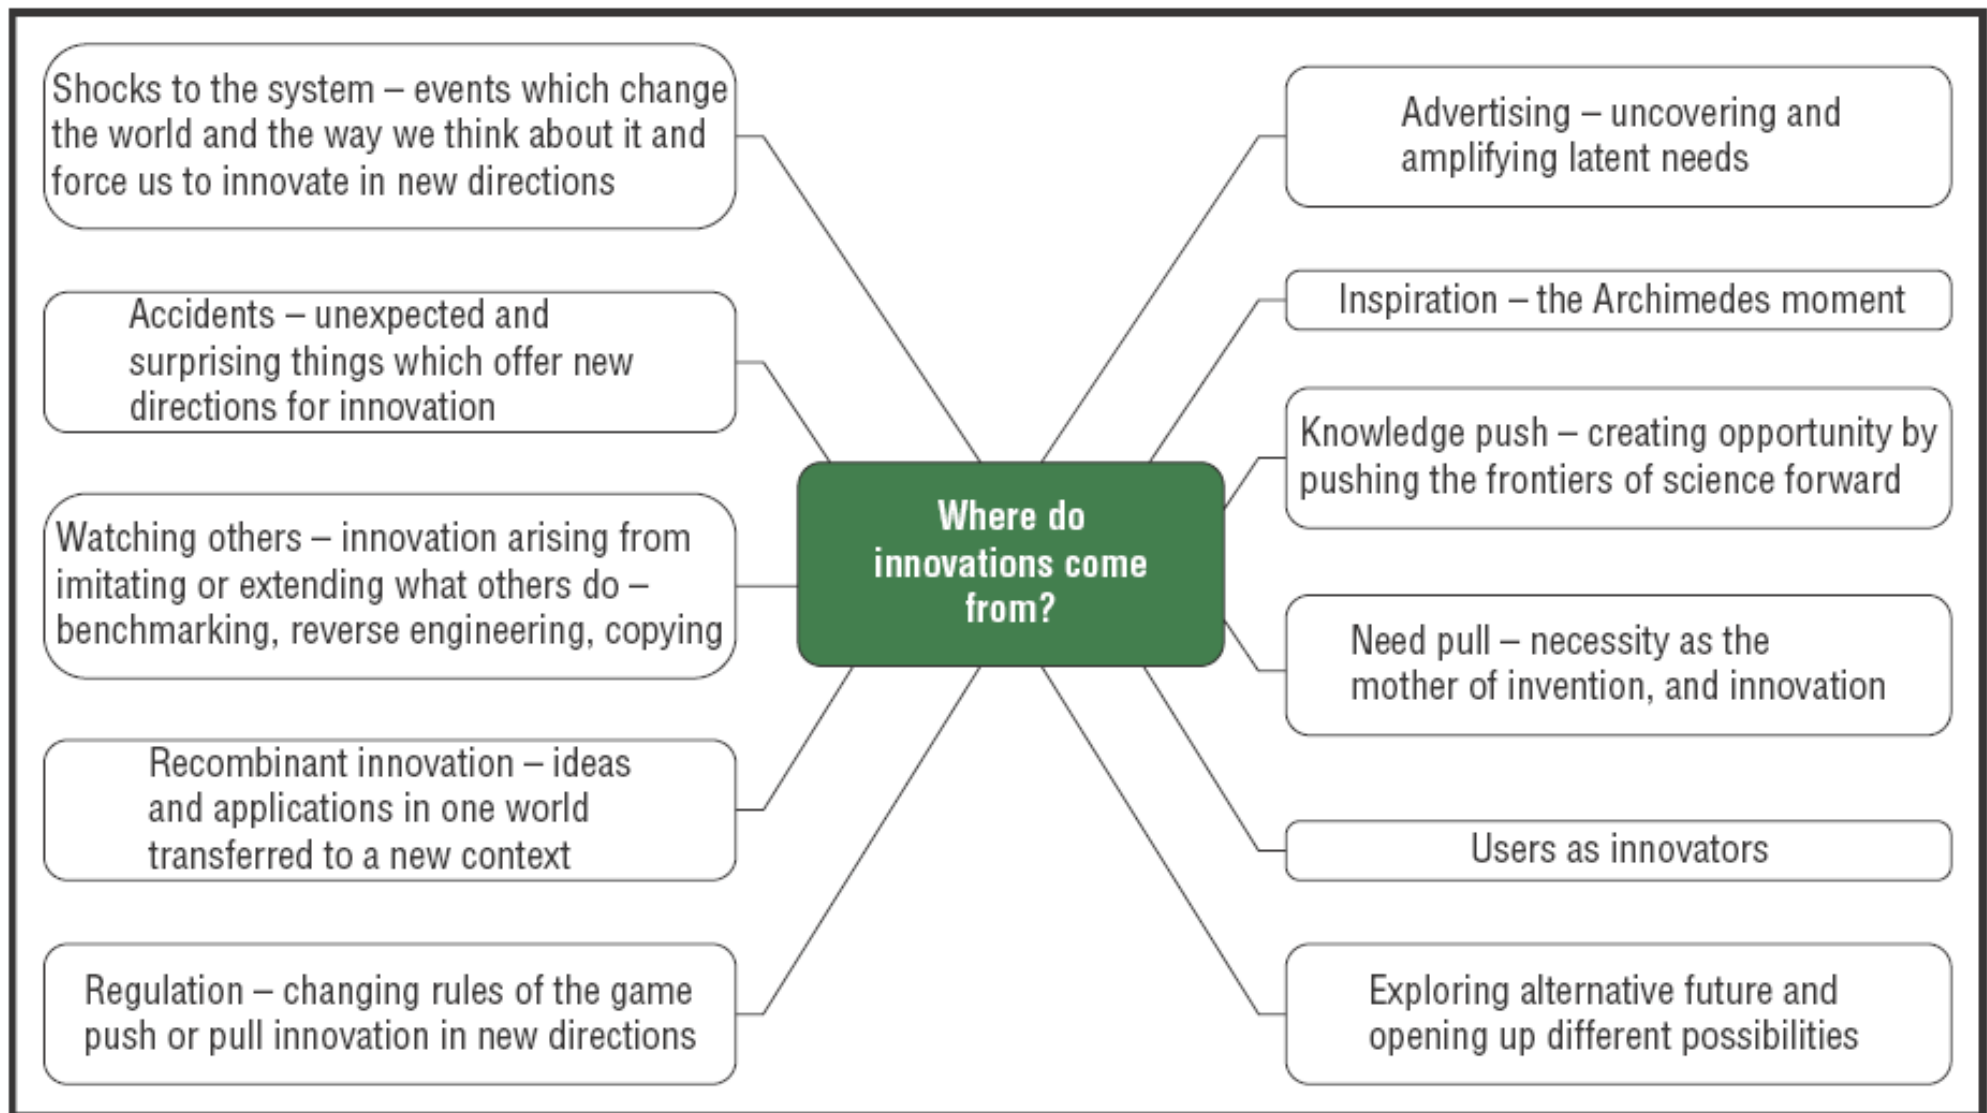 Shocks to the system – events which change
the world and the way we think about it and
force us to innovate in new directions
Accidents – unexpected and
surprising things which offer new
directions for innovation
Watching others – innovation arising from
imitating or extending what others do –
benchmarking, reverse engineering, copying
Recombinant innovation – ideas
and applications in one world
transferred to a new context
Regulation – changing rules of the game
push or pull innovation in new directions
Where do
innovations come
from?
Advertising – uncovering and
amplifying latent needs
Inspiration – the Archimedes moment
Knowledge push – creating opportunity by
pushing the frontiers of science forward
Need pull – necessity as the
mother of invention, and innovation
Users as innovators
Exploring alternative future and
opening up different possibilities